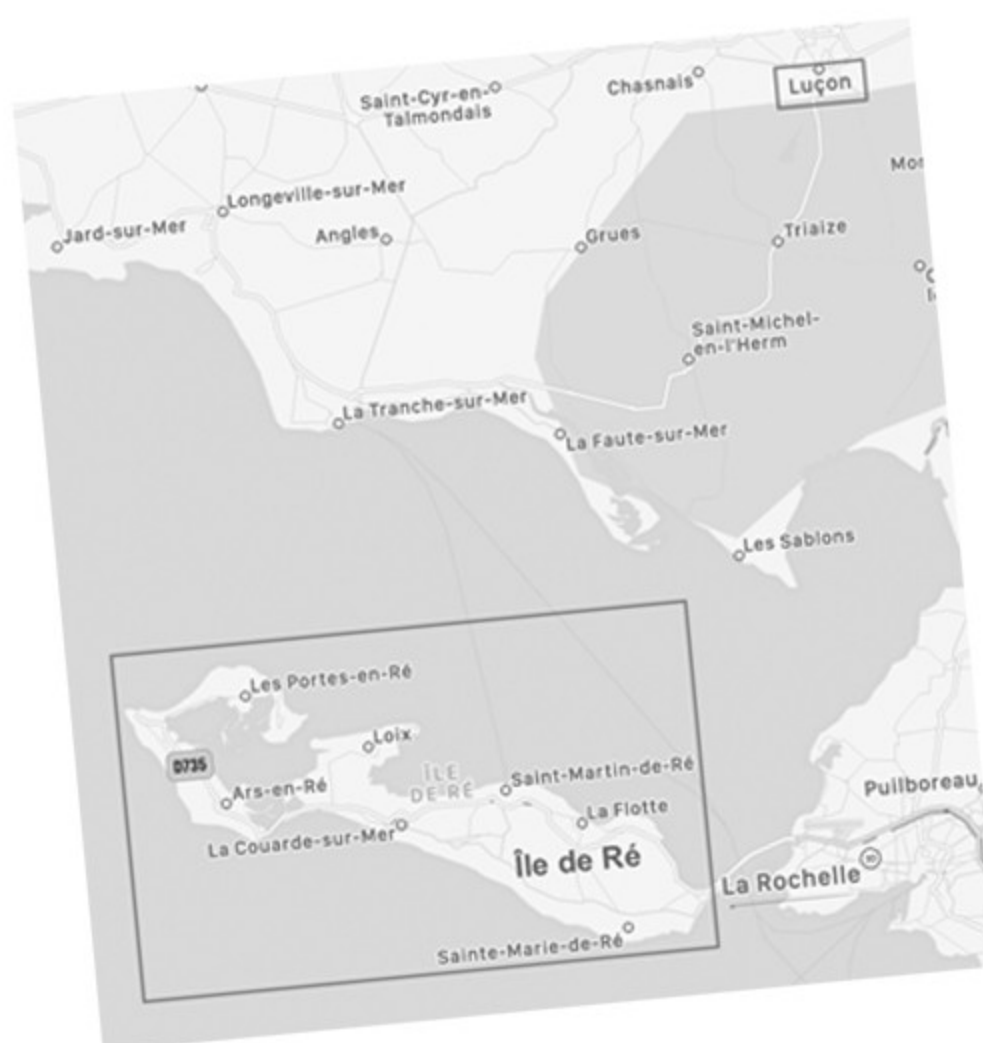 Saint-Cyr-en-
Talmondais
Chasnais
Luçon
Longeville-sur-Mer
Jard-sur-Mer
Angles
Grues
Triaize
Saint-Michel-
en-l'Herm
La Tranche-sur-Mer
La Faute-sur-Mer
Les Sablons
Les Portes-en-Ré
Loix
D735
ÎLE
DE RÉ
Saint-Martin-de-Ré
Ars-en-Ré
La Flotte
La Couarde-sur-Mer
Île de Ré
Puilboreau
La Rochelle
Sainte-Marie-de-Ré